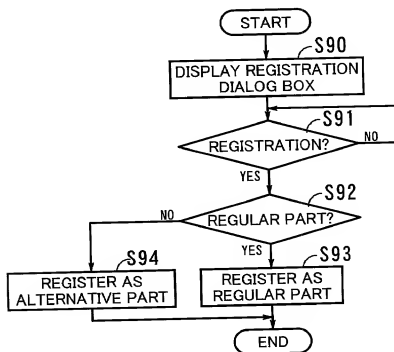 START
S90
DISPLAY REGISTRATION
DIALOG BOX
S91
REGISTRATION?
NO
YES
S92
REGULAR PART?
NO
YES
S94
REGISTER AS
ALTERNATIVE PART
S93
REGISTER AS
REGULAR PART
END